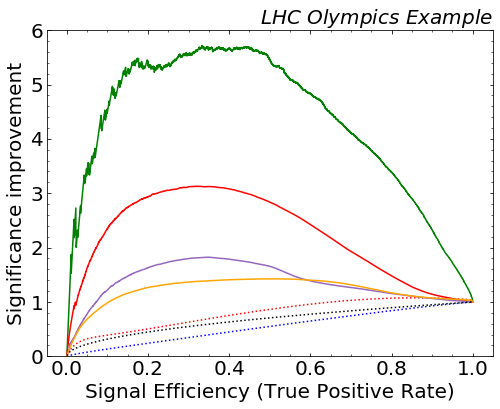 LHC Olympics Example
6
5
4
3
2
1
0
Significance improvement
0.0 0.2 0.4 0.6 0.8 1.0
Signal Efficiency (True Positive Rate)